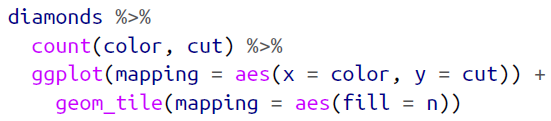 diamonds %>%
  count(color, cut) %>%
  ggplot(mapping = aes(x = color, y = cut)) +
    geom_tile(mapping = aes(fill = n))